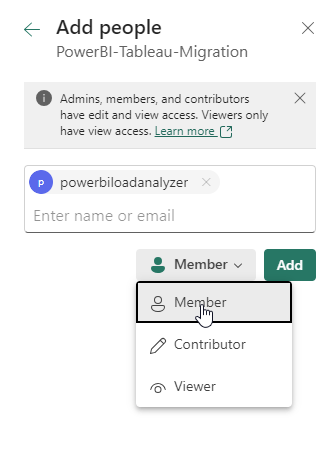 Add people
PowerBI-Tableau-Migration
Admins, members, and contributors
have edit and view access. Viewers only
have view access. Learn more
P
powerbiloadanalyzer
Enter name or email
Member
Add
Member
Contributor
Viewer